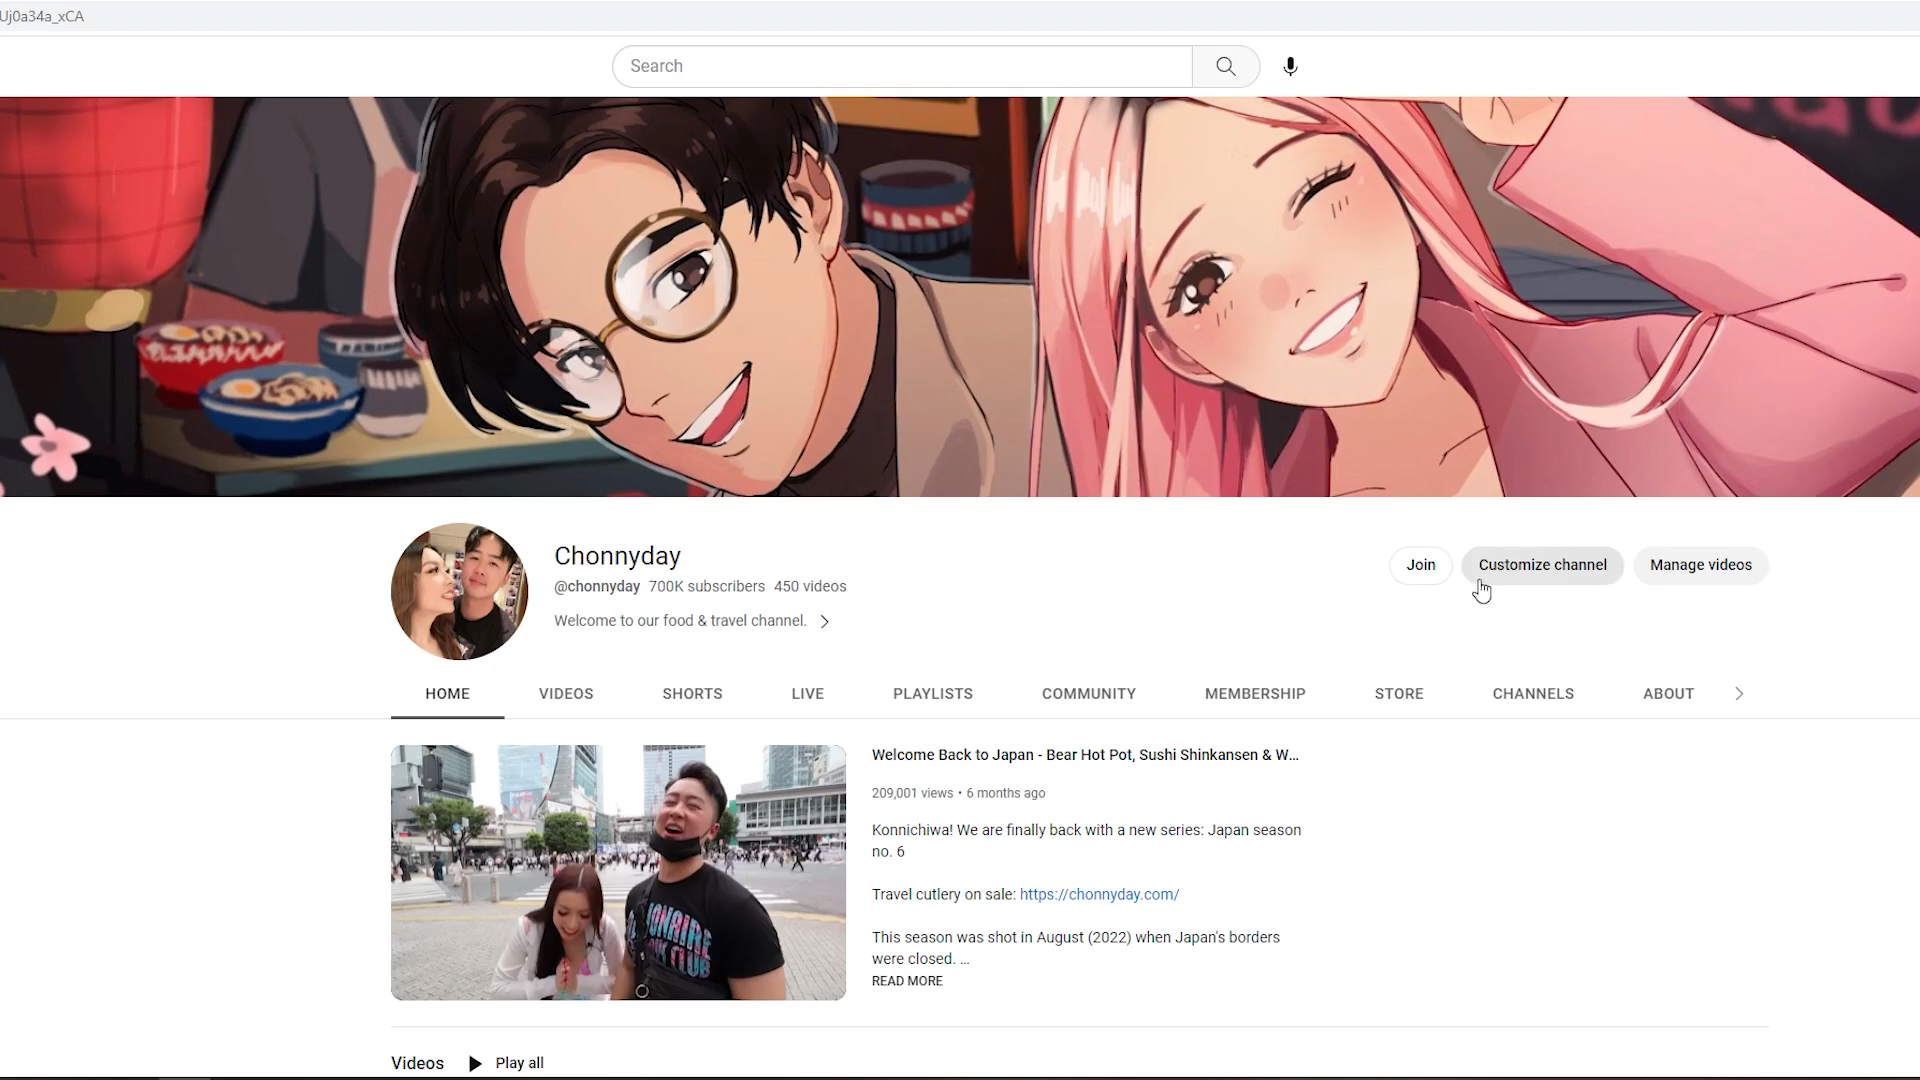 Uj0a34a_xCA
Search
Chonnyday
@chonnyday 700K subscribers 450 videos
Welcome to our food & travel channel.
Join
Customize channel
Manage videos
HOME VIDEOS SHORTS LIVE PLAYLISTS COMMUNITY MEMBERSHIP STORE CHANNELS ABOUT
Welcome Back to Japan - Bear Hot Pot, Sushi Shinkansen & W...
209,001 views • 6 months ago
Konnichiwa! We are finally back with a new series: Japan season
no. 6
Travel cutlery on sale: https://chonnyday.com/
This season was shot in August (2022) when Japan's borders
were closed. ...
READ MORE
Videos Play all